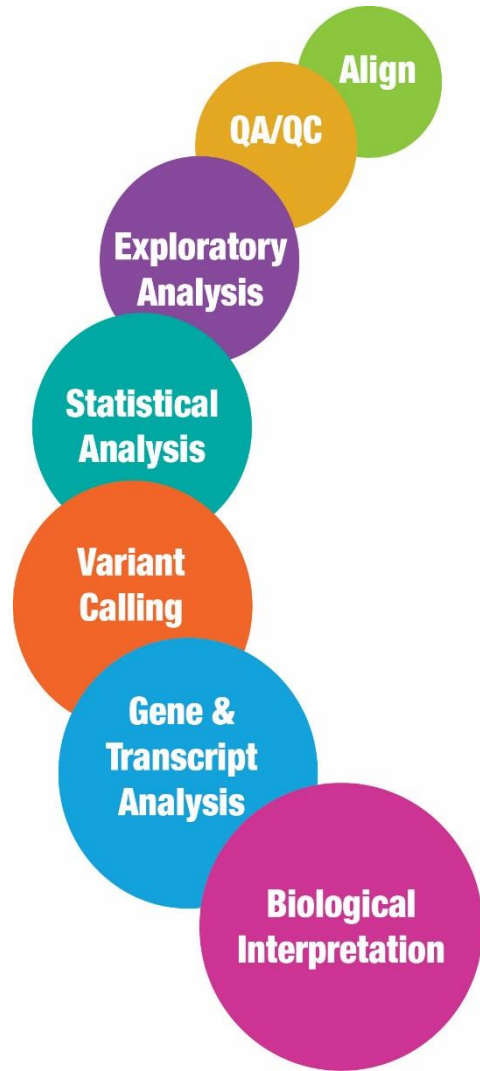 Align
QA/QC
Exploratory
Analysis
Statistical
Analysis
Variant
Calling
Gene &
Transcript
Analysis
Biological
Interpretation